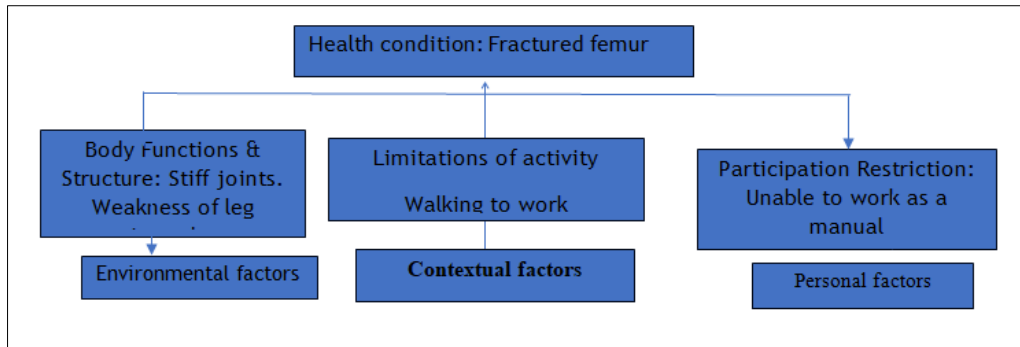 Health condition: Fractured femur
Body Functions &
Structure: Stiff joints.
Weakness of leg
Limitations of activity
Walking to work
Participation Restriction:
Unable to work as a
manual
Environmental factors
Contextual factors
Personal factors